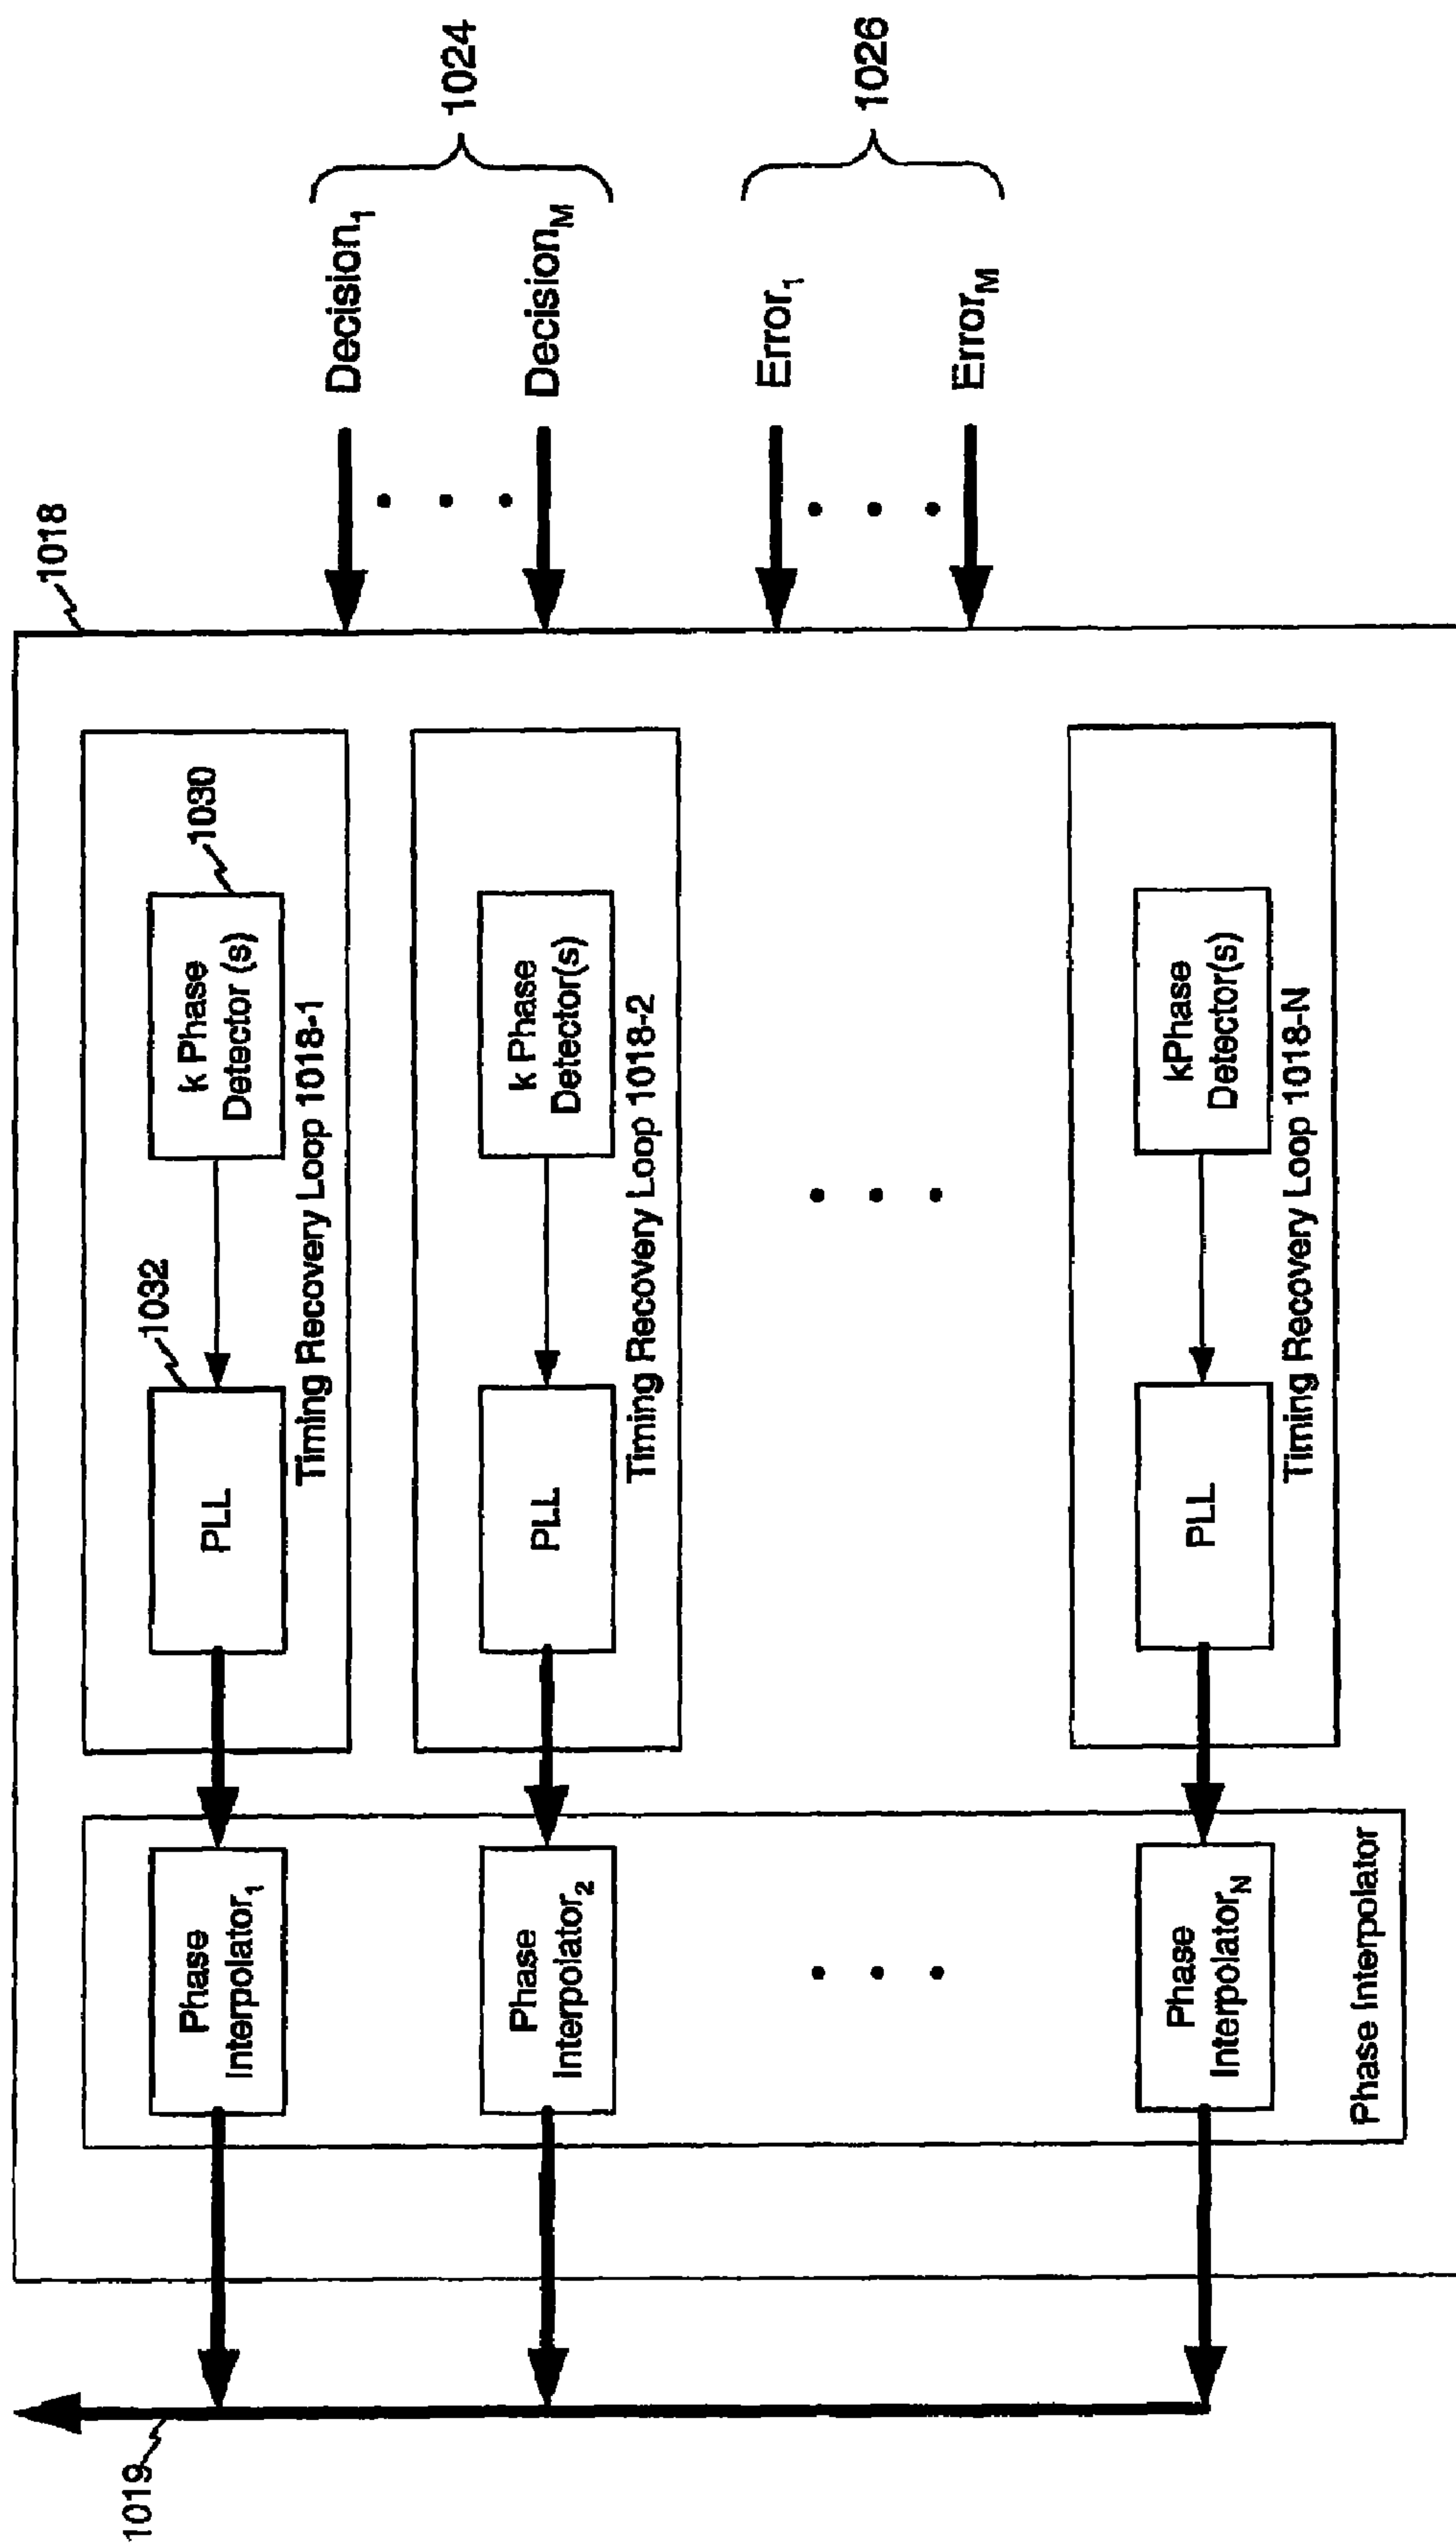 1018
1019
Phase
Interpolator1
PLL
1032
k Phase
Detector (s)
1030
Timing Recovery Loop 1018-1
Decision1
1024
Phase
Interpolator2
PLL
k Phase
Detector(s)
Timing Recovery Loop 1018-2
DecisionM
Error1
1026
ErrorM
Phase
InterpolatorN
PLL
kPhase
Detector(s)
Timing Recovery Loop 1018-N
Phase Interpolator